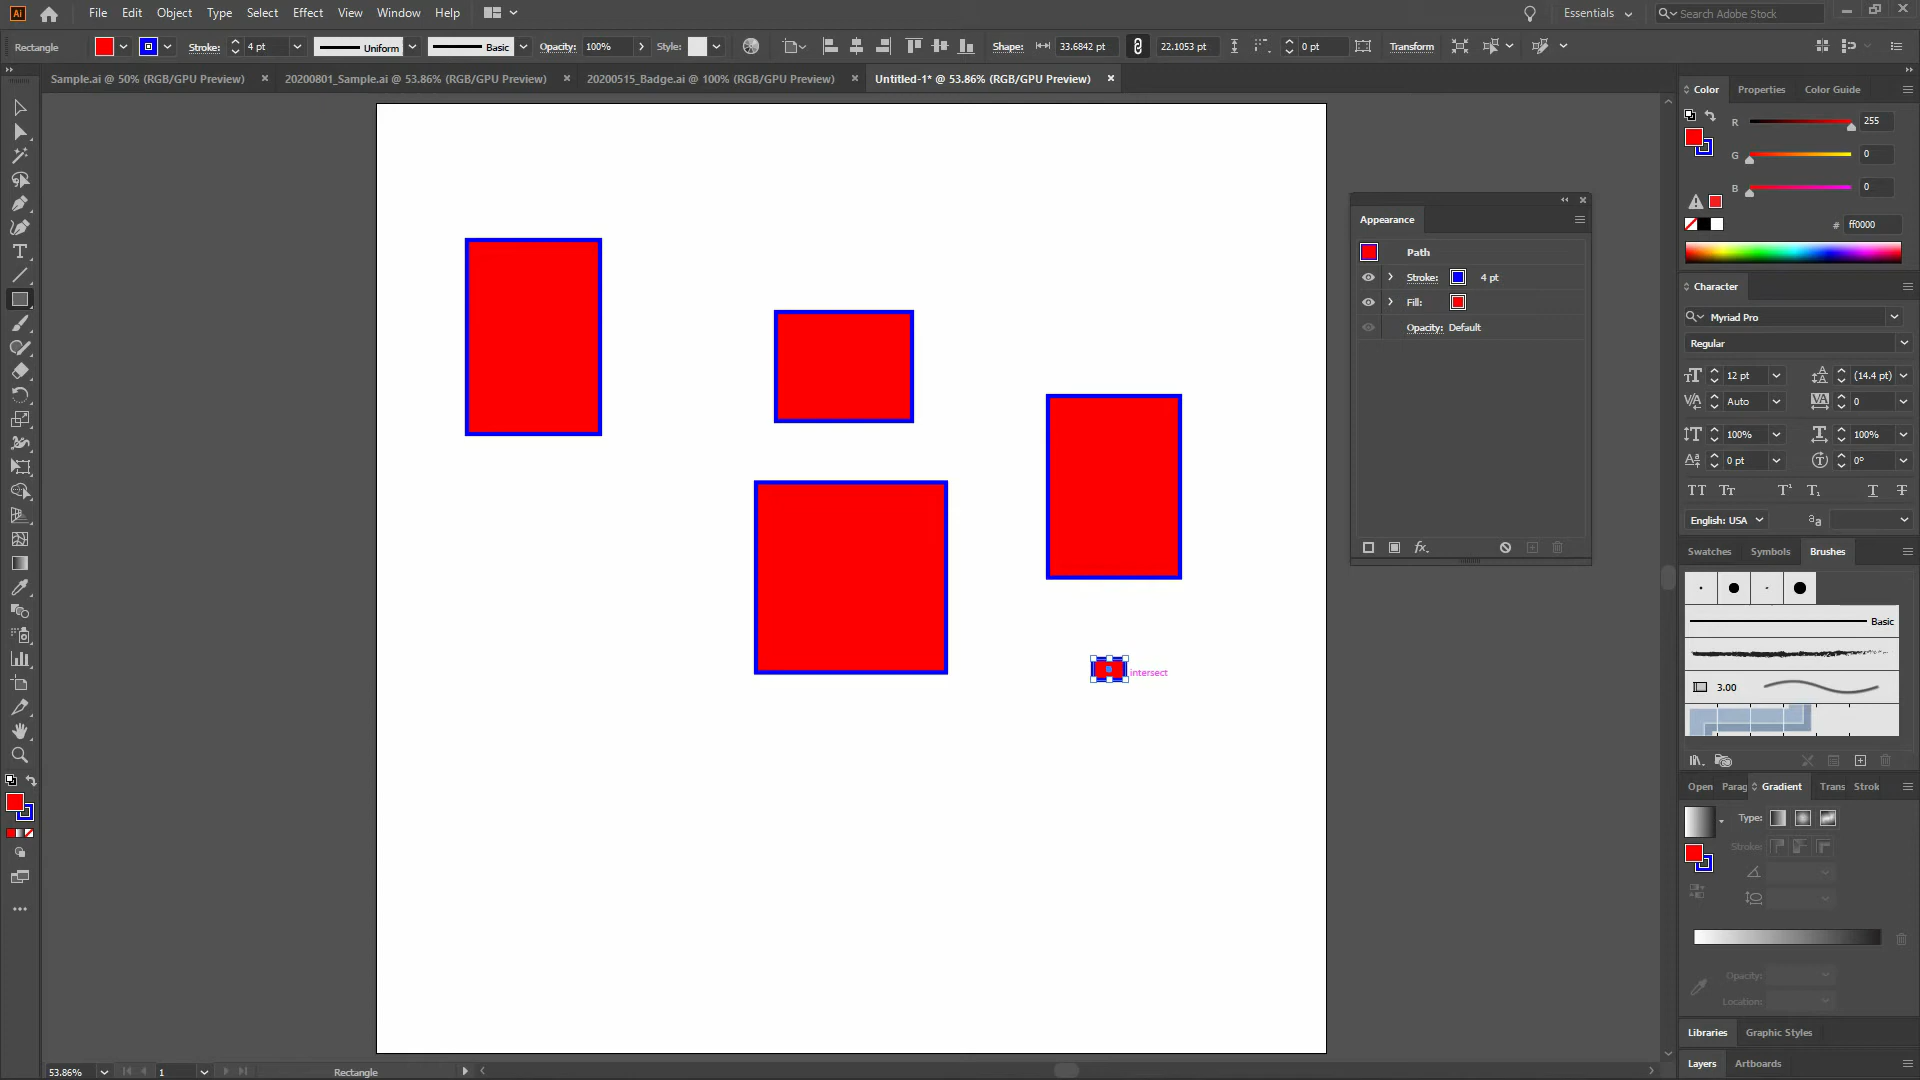 Ai File Edit Object Type Select Effect View Window Help Essentials Search Adobe Stock
Rectangle Stroke: 4 pt Uniform Basic Opacity: 100% Style: Shape: 33.6842 pt 22.1053 pt 0 pt Transform
Sample.ai @ 50% (RGB/GPU Preview) 20200801_Sample.ai @ 53.86% (RGB/GPU Preview) 20200515_Badge.ai @ 100% (RGB/GPU Preview) Untitled-1* @ 53.86% (RGB/GPU Preview)
Color Properties Color Guide
R 255
G 0
B 0
# ff0000
Appearance
Path
Stroke: 4 pt
Fill:
Opacity: Default
fx.
Character
Myriad Pro
Regular
12 pt (14.4 pt)
Auto 0
100% 100%
0 pt 0°
TT Tr T¹ T₁ T T
English: USA aa
Swatches Symbols Brushes
Basic
3.00
intersect
Open Parag Gradient Trans Strok
Type:
Stroke:
Opacity:
Location:
Libraries Graphic Styles
Layers Artboards
53.86% 1 Rectangle